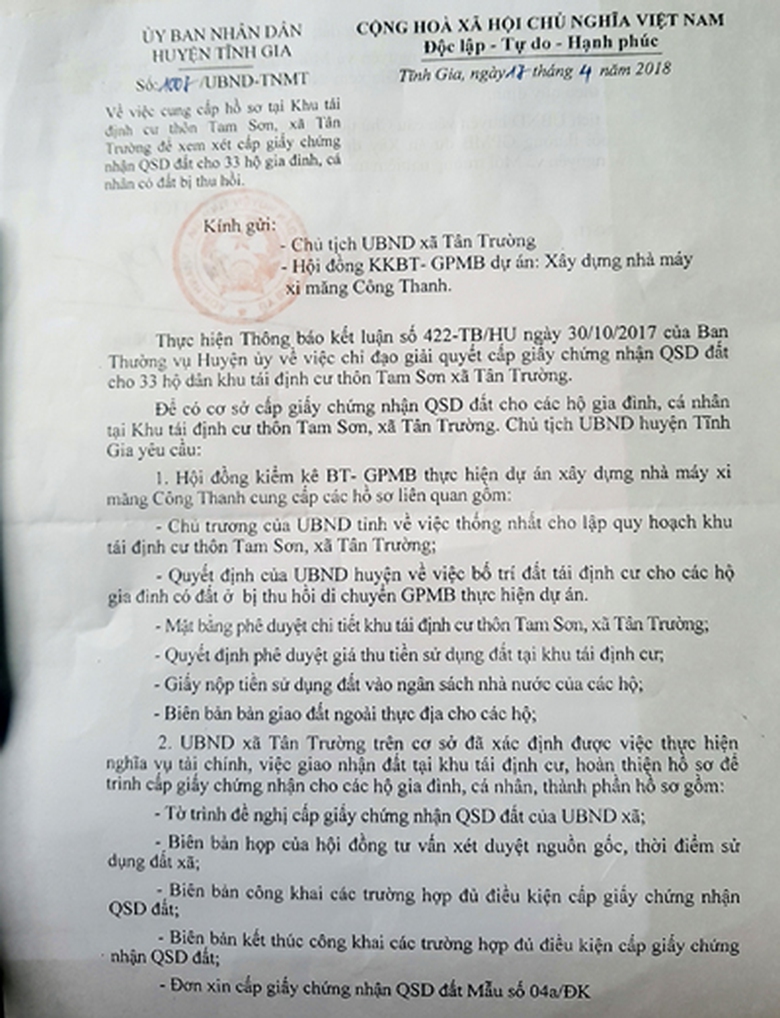 ỦY BAN NHÂN DÂN
HUYỆN TĨNH GIA
Số: /UBND-TNMT
Về việc cung cấp hồ sơ tại Khu tái
định cư thôn Tam Sơn, xã Tân
Trường để xem xét cấp giấy chứng
nhận QSD đất cho 33 hộ gia đình, cá
nhân có đất bị thu hồi.
CỘNG HOÀ XÃ HỘI CHỦ NGHĨA VIỆT NAM
Độc lập - Tự do - Hạnh phúc
Tĩnh Gia, ngày 17 tháng 4 năm 2018
Kính gửi:
- Chủ tịch UBND xã Tân Trường
- Hội đồng KKBT- GPMB dự án: Xây dựng nhà máy
xi măng Công Thanh.
Thực hiện Thông báo kết luận số 422-TB/HU ngày 30/10/2017 của Ban
Thường vụ Huyện ủy về việc chỉ đạo giải quyết cấp giấy chứng nhận QSD đất
cho 33 hộ dân khu tái định cư thôn Tam Sơn xã Tân Trường.
Để có cơ sở cấp giấy chứng nhận QSD đất cho các hộ gia đình, cá nhân
tại Khu tái định cư thôn Tam Sơn, xã Tân Trường. Chủ tịch UBND huyện Tĩnh
Gia yêu cầu:
1. Hội đồng kiểm kê BT- GPMB thực hiện dự án xây dựng nhà máy xi
măng Công Thanh cung cấp các hồ sơ liên quan gồm:
- Chủ trương của UBND tỉnh về việc thống nhất cho lập quy hoạch khu
tái định cư thôn Tam Sơn, xã Tân Trường;
- Quyết định của UBND huyện về việc bố trí đất tái định cư cho các hộ
gia đình có đất ở bị thu hồi di chuyển GPMB thực hiện dự án.
- Mặt bằng phê duyệt chi tiết khu tái định cư thôn Tam Sơn, xã Tân Trường;
- Quyết định phê duyệt giá thu tiền sử dụng đất tại khu tái định cư;
- Giấy nộp tiền sử dụng đất vào ngân sách nhà nước của các hộ;
- Biên bản bàn giao đất ngoài thực địa cho các hộ;
2. UBND xã Tân Trường trên cơ sở đã xác định được việc thực hiện
nghĩa vụ tài chính, việc giao nhận đất tại khu tái định cư, hoàn thiện hồ sơ để
trình cấp giấy chứng nhận cho các hộ gia đình, cá nhân, thành phần hồ sơ gồm:
- Tờ trình đề nghị cấp giấy chứng nhận QSD đất của UBND xã;
- Biên bản họp của hội đồng tư vấn xét duyệt nguồn gốc, thời điểm sử
dụng đất xã;
- Biên bản công khai các trường hợp đủ điều kiện cấp giấy chứng nhận
QSD đất;
- Biên bản kết thúc công khai các trường hợp đủ điều kiện cấp giấy chứng
nhận QSD đất;
- Đơn xin cấp giấy chứng nhận QSD đất Mẫu số 04a/ĐK